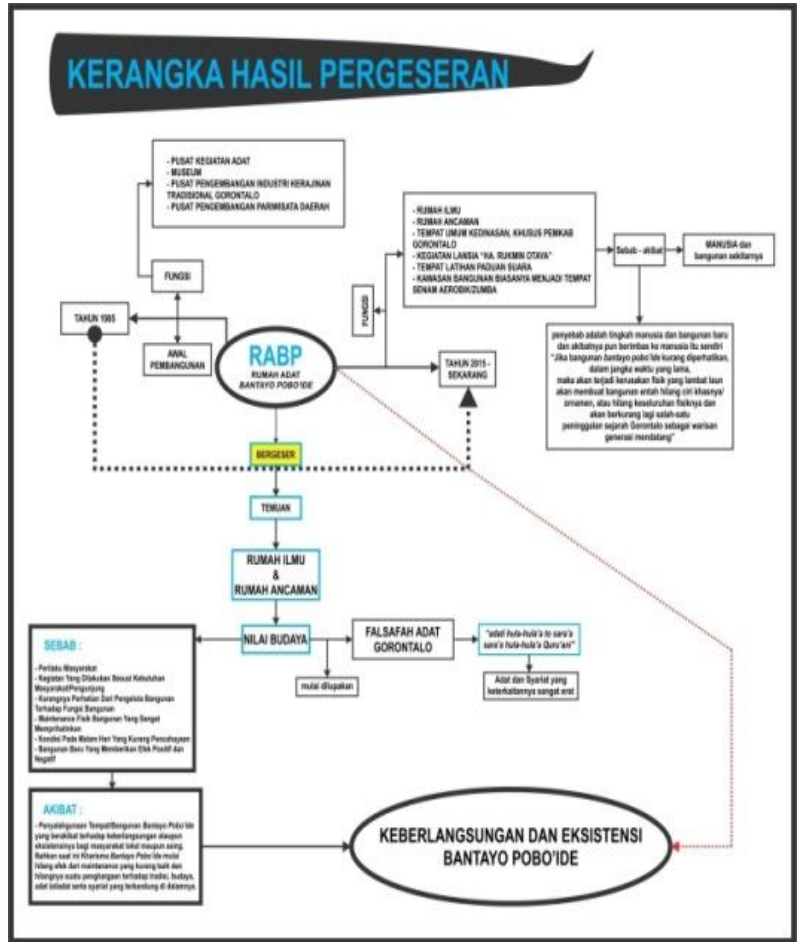 KERANGKA HASIL PERGESERAN
- PUSAT KEGIATAN ADAT
- MUSEUM
- PUSAT PENGEMBANGAN INDUSTRI KERAJINAN
TRADISIONAL GORONTALO
- PUSAT PENGEMBANGAN PARIWISATA DAERAH
FUNGSI
TAHUN 1985
AWAL
PEMBANGUNAN
RABP
RUMAH ADAT
BANTAYO POBO'IDE
FUNGSI
- RUMAH ILMU
- RUMAH ANCAMAN
- TEMPAT UMUM KEDINASAN, KHUSUS PEMKAB
GORONTALO
- KEGIATAN LANSIA "HA. RUKMIN OTAYA"
- TEMPAT LATIHAN PADUAN SUARA
- KAWASAN BANGUNAN BIASANYA MENJADI TEMPAT
SENAM AEROBIK/ZUMBA
Sebab - akibat
MANUSIA dan
bangunan sekitarnya
TAHUN 2015 -
SEKARANG
penyebab adalah tingkah manusia dan bangunan baru
dan akibatnya pun berimbas ke manusia itu sendiri
"Jika bangunan bantayo pobo'ide kurang diperhatikan,
dalam jangka waktu yang lama,
maka akan terjadi kerusakan fisik yang lambat laun
akan membuat bangunan entah hilang ciri khasnya/
ornamen, atau hilang keseluruhan fisiknya dan
akan berkurang lagi salah-satu
peninggalan sejarah Gorontalo sebagai warisan
generasi mendatang"
BERGESER
TEMUAN
RUMAH ILMU
&
RUMAH ANCAMAN
NILAI BUDAYA
mulai dilupakan
FALSAFAH ADAT
GORONTALO
"adati hula-hula'a to sara'a
sara'a hula-hula'a Quru'ani"
Adat dan Syariat yang
keterkaitannya sangat erat
SEBAB :
- Perilaku Masyarakat
- Kegiatan Yang Dilakukan Sesuai Kebutuhan
Masyarakat/Pengunjung
- Kurangnya Perhatian Dari Pengelola Bangunan
Terhadap Fungsi Bangunan
- Maintenance Fisik Bangunan Yang Sangat
Memprihatinkan
- Kondisi Pada Malam Hari Yang Kurang Pencahayaan
- Bangunan Baru Yang Memberikan Efek Positif dan
Negatif
AKIBAT :
- Penyalahgunaan Tempat/Bangunan Bantayo Pobo'ide
yang berakibat terhadap keberlangsungan ataupun
eksistensinya bagi masyarakat lokal maupun asing.
Bahkan saat ini Kharisma Bantayo Pobo'ide mulai
hilang efek dari maintenance yang kurang baik dan
hilangnya suatu penghargaan terhadap tradisi, budaya,
adat istiadat serta syariat yang terkandung di dalamnya.
KEBERLANGSUNGAN DAN EKSISTENSI
BANTAYO POBO'IDE